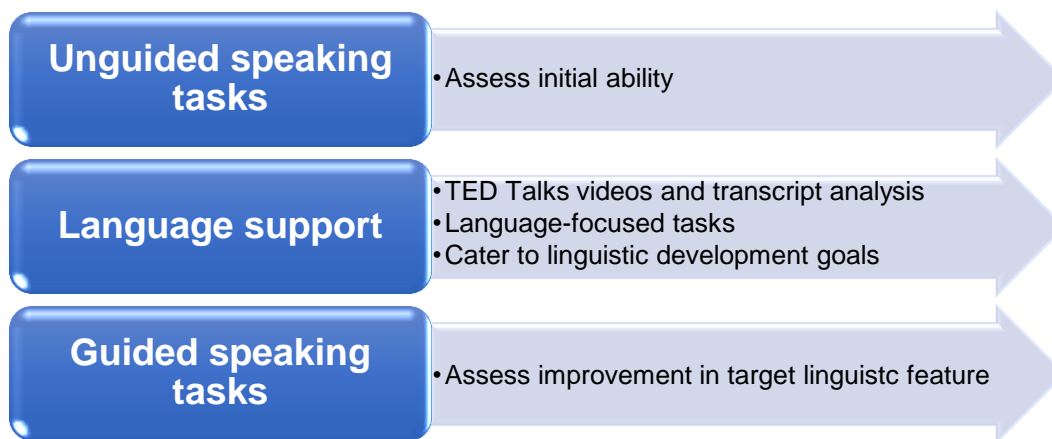 Unguided speaking
tasks
•Assess initial ability
Language support
•TED Talks videos and transcript analysis
•Language-focused tasks
•Cater to linguistic development goals
Guided speaking
tasks
•Assess improvement in target linguistc feature